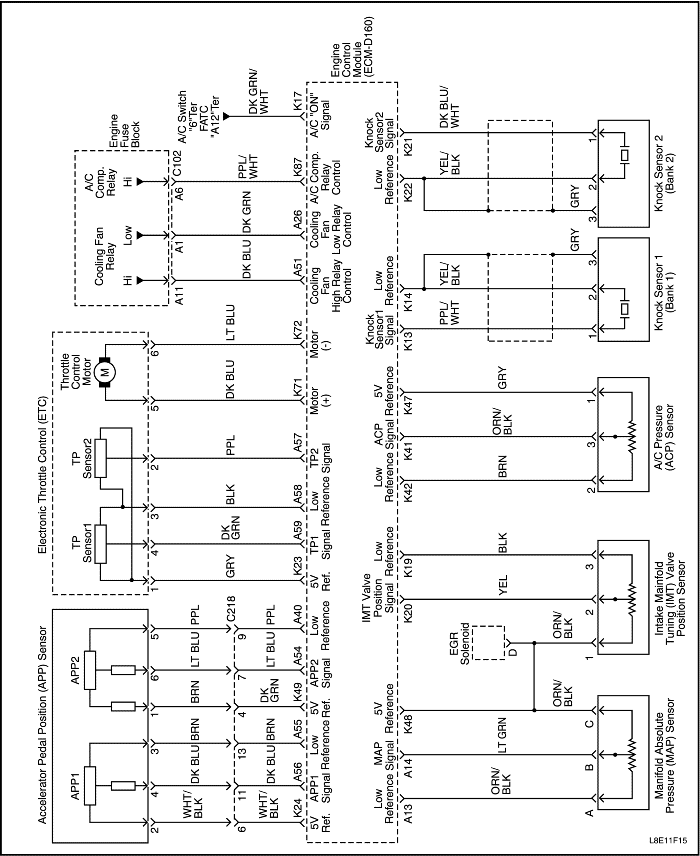 Engine
Control
Module
(ECM-D160)
Engine
Fuse
Block
A/C
Comp.
Relay
Hi
Cooling Fan
Relay
Low
Hi
C102
A6
A1
A11
A/C Switch
"6"Ter
FATC
"A12"Ter
DK GRN/
WHT
PPL/
WHT
DK GRN
DK BLU
K17
K87
A26
A51
A/C "ON"
Signal
A/C Comp.
Relay
Control
Cooling
Fan
Low Relay
Control
Cooling
Fan
High Relay
Control
Electronic Throttle Control (ETC)
Throttle
Control
Motor
M
TP
Sensor2
TP
Sensor1
6
5
2
3
4
1
LT BLU
DK BLU
PPL
BLK
DK
GRN
GRY
K72
K71
A57
A58
A59
K23
Motor
(-)
Motor
(+)
TP2
Signal
Low
Reference
TP1
Signal
5V
Ref.
Accelerator Pedal Position (APP) Sensor
APP2
APP1
5
6
1
3
4
2
PPL
LT BLU
BRN
BRN
DK BLU
WHT/
BLK
C218
9
7
4
13
11
6
PPL
LT BLU
DK
GRN
BRN
DK BLU
WHT/
BLK
A40
A54
K49
A55
A56
K24
Low
Reference
APP2
Signal
5V
Ref.
Low
Reference
APP1
Signal
5V
Ref.
Knock
Sensor2
Signal
Low
Reference
K21
K22
DK BLU/
WHT
YEL/
BLK
GRY
1
2
3
Knock Sensor 2
(Bank 2)
Low
Reference
Knock
Sensor1
Signal
K14
K13
GRY
YEL/
BLK
PPL/
WHT
3
2
1
Knock Sensor 1
(Bank 1)
5V
Reference
ACP
Signal
Low
Reference
K47
K41
K42
GRY
ORN/
BLK
BRN
1
3
2
A/C Pressure
(ACP) Sensor
Low
Reference
IMT Valve
Position
Signal
K19
K20
BLK
YEL
ORN/
BLK
3
2
1
Intake Mainfold
Tuning (IMT) Valve
Position Sensor
EGR
Solenoid
D
5V
Reference
MAP
Signal
Low
Reference
K48
A14
A13
ORN/
BLK
LT GRN
ORN/
BLK
C
B
A
Manifold Absolute
Pressure (MAP) Sensor
L8E11F15